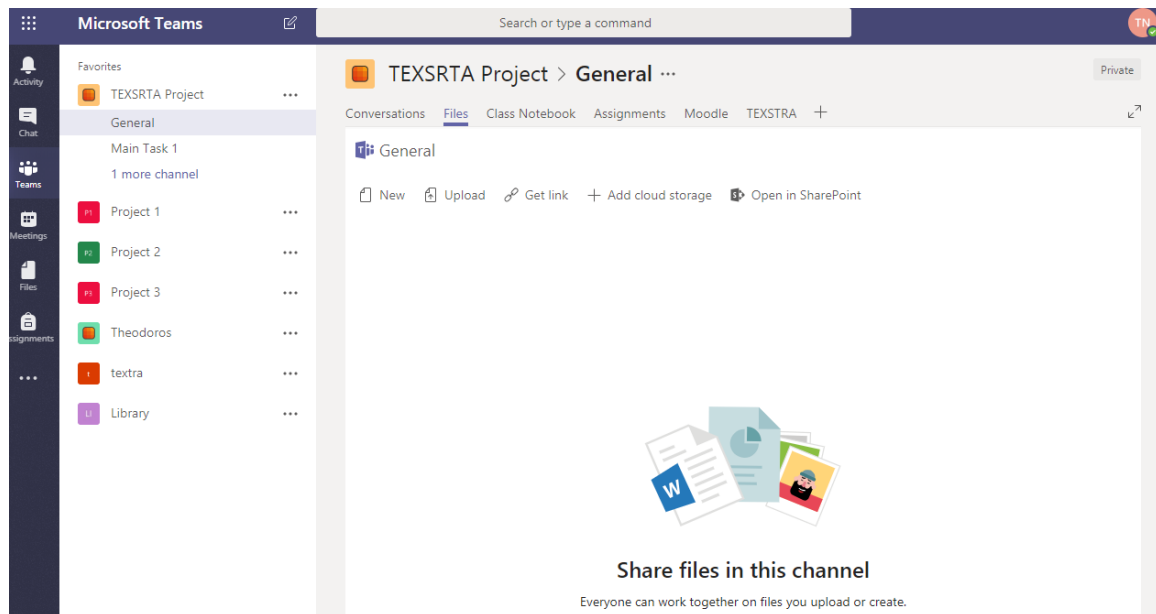 Microsoft Teams
Search or type a command
TN
Activity
Chat
Teams
Meetings
Files
ssignments
Favorites
TEXSRTA Project
General
Main Task 1
1 more channel
P1 Project 1
P2 Project 2
P3 Project 3
Theodoros
t textra
LI Library
TEXSRTA Project > General
Private
Conversations Files Class Notebook Assignments Moodle TEXSTRA
General
New Upload Get link Add cloud storage Open in SharePoint
W
Share files in this channel
Everyone can work together on files you upload or create.